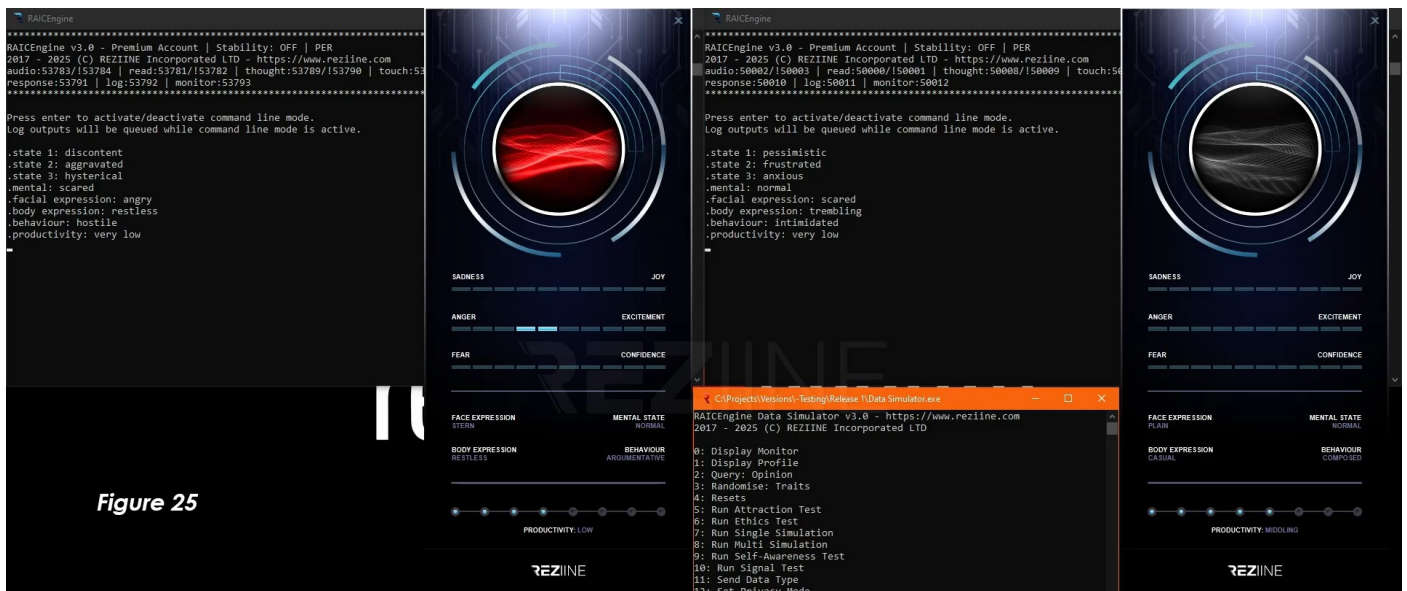 RAICEngine
RAICEngine v3.0 - Premium Account | Stability: OFF | PER
2017 - 2025 (C) REZIINE Incorporated LTD - https://www.reziine.com
audio:53783/!53784 | read:53781/!53782 | thought:53789/!53790 | touch:53
response:53791 | log:53792 | monitor:53793
Press enter to activate/deactivate command line mode.
Log outputs will be queued while command line mode is active.
.state 1: discontent
.state 2: aggravated
.state 3: hysterical
.mental: scared
.facial expression: angry
.body expression: restless
.behaviour: hostile
.productivity: very low
Figure 25
SADNESS JOY
ANGER EXCITEMENT
FEAR CONFIDENCE
FACE EXPRESSION MENTAL STATE
STERN NORMAL
BODY EXPRESSION BEHAVIOUR
RESTLESS ARGUMENTATIVE
PRODUCTIVITY: LOW
REZIINE
RAICEngine
RAICEngine v3.0 - Premium Account | Stability: OFF | PER
2017 - 2025 (C) REZIINE Incorporated LTD - https://www.reziine.com
audio:50002/!50003 | read:50000/!50001 | thought:50008/!50009 | touch:50
response:50010 | log:50011 | monitor:50012
Press enter to activate/deactivate command line mode.
Log outputs will be queued while command line mode is active.
.state 1: pessimistic
.state 2: frustrated
.state 3: anxious
.mental: normal
.facial expression: scared
.body expression: trembling
.behaviour: intimidated
.productivity: very low
REZIINE
C:\Projects\Versions\-Testing\Release 1\Data Simulator.exe
RAICEngine Data Simulator v3.0 - https://www.reziine.com
2017 - 2025 (C) REZIINE Incorporated LTD
0: Display Monitor
1: Display Profile
2: Query: Opinion
3: Randomise: Traits
4: Resets
5: Run Attraction Test
6: Run Ethics Test
7: Run Single Simulation
8: Run Multi Simulation
9: Run Self-Awareness Test
10: Run Signal Test
11: Send Data Type
12: Set Privacy Mode
SADNESS JOY
ANGER EXCITEMENT
FEAR CONFIDENCE
FACE EXPRESSION MENTAL STATE
PLAIN NORMAL
BODY EXPRESSION BEHAVIOUR
CASUAL COMPOSED
PRODUCTIVITY: MIDDLING
REZIINE